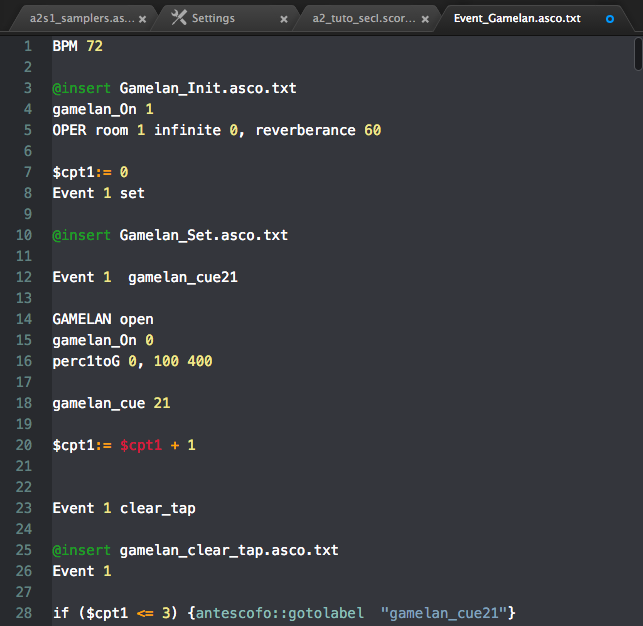 a2s1_samplers.as...
Settings
a2_tuto_secl.scor...
Event_Gamelan.asco.txt
1 BPM 72
2
3 @insert Gamelan_Init.asco.txt
4 gamelan_On 1
5 OPER room 1 infinite 0, reverberance 60
6
7 $cpt1:= 0
8 Event 1 set
9
10 @insert Gamelan_Set.asco.txt
11
12 Event 1  gamelan_cue21
13
14 GAMELAN open
15 gamelan_On 0
16 perc1toG 0, 100 400
17
18 gamelan_cue 21
19
20 $cpt1:= $cpt1 + 1
21
22
23 Event 1 clear_tap
24
25 @insert gamelan_clear_tap.asco.txt
26 Event 1
27
28 if ($cpt1 <= 3) {antescofo::gotolabel  "gamelan_cue21"}